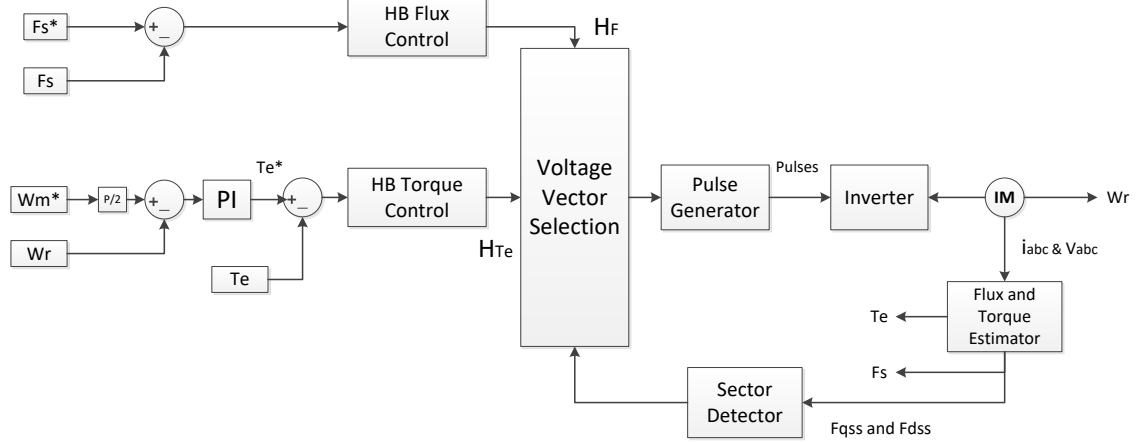 Fs*
+
_
HB Flux
Control
HF
Fs
Wm*
P/2
+
_
PI
Te*
+
_
HB Torque
Control
HTe
Voltage
Vector
Selection
Pulse
Generator
Pulses
Inverter
IM
Wr
Wr
Te
iabc & Vabc
Flux and
Torque
Estimator
Te
Fs
Sector
Detector
Fqss and Fdss